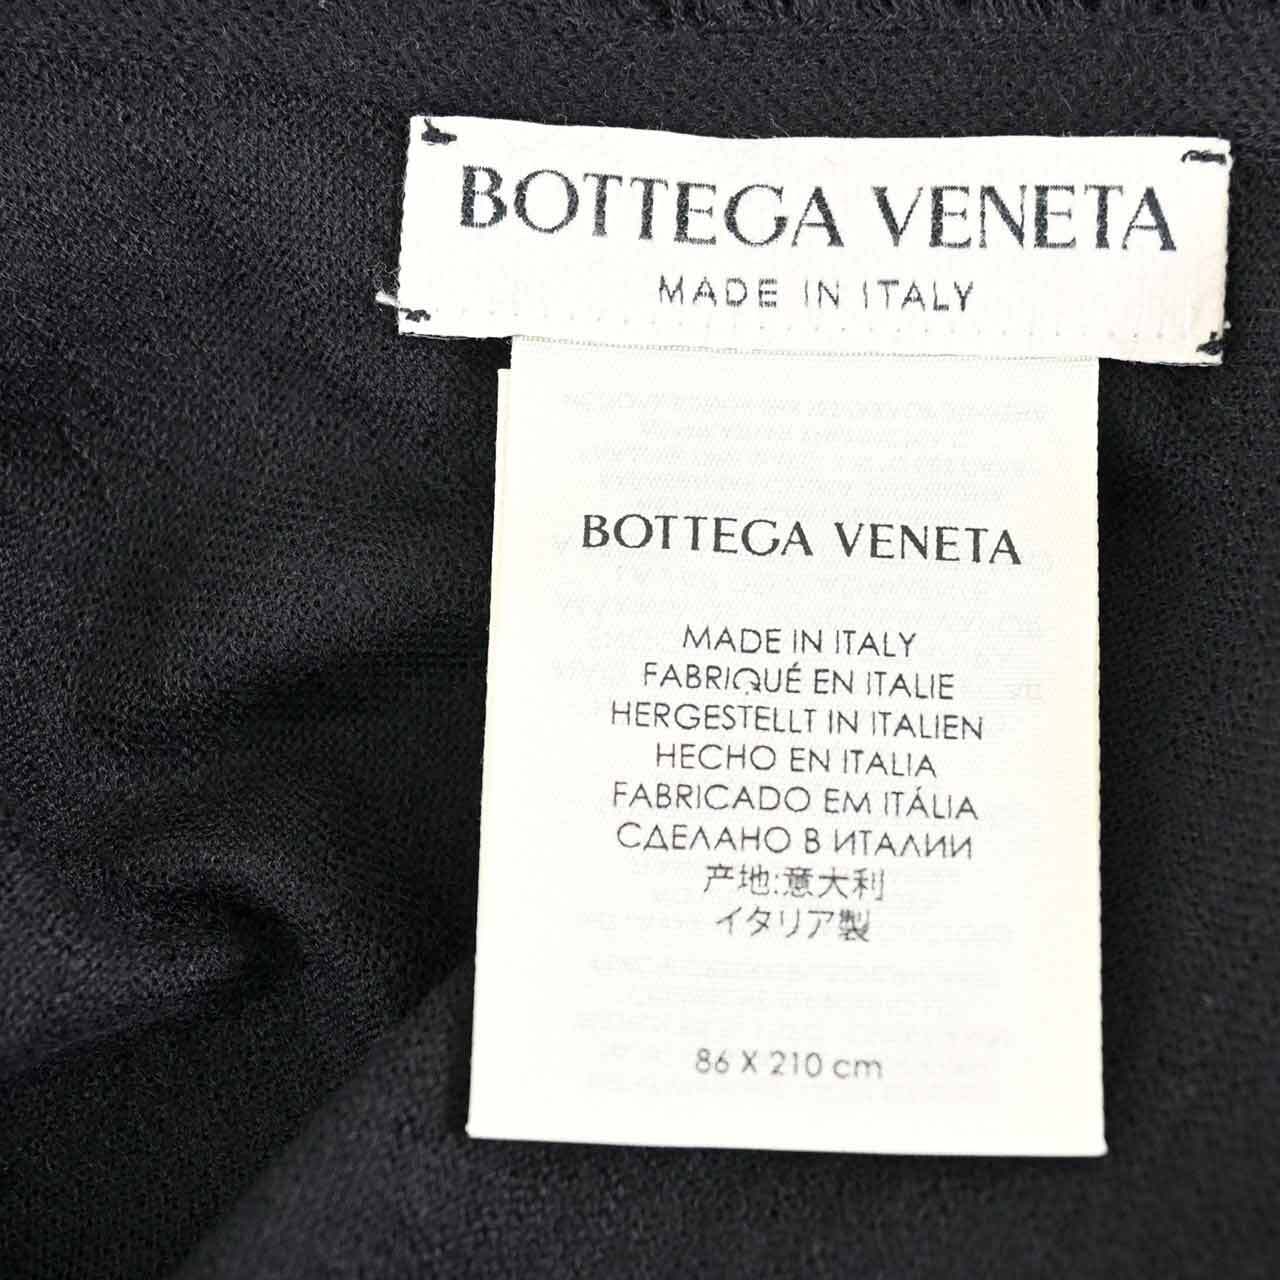 BOTTEGA VENETA
MADE IN ITALY
BOTTEGA VENETA
MADE IN ITALY
FABRIQUÉ EN ITALIE
HERGESTELLT IN ITALIEN
HECHO EN ITALIA
FABRICADO EM ITÁLIA
СДЕЛАНО В ИТАЛИИ
产地:意大利
イタリア製
86 X 210 cm